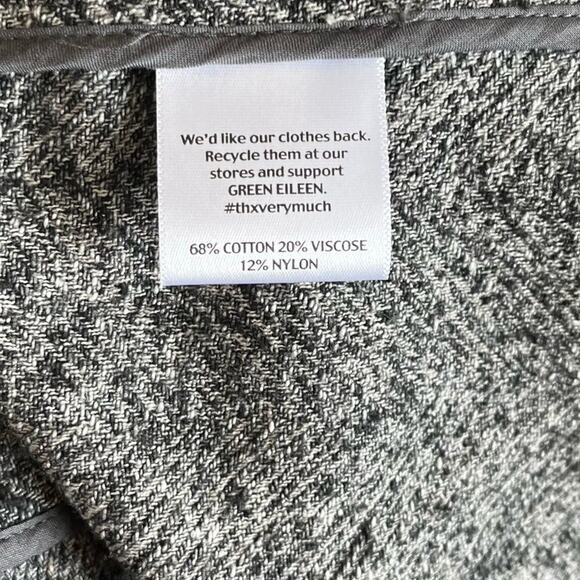 We'd like our clothes back.
Recycle them at our
stores and support
GREEN EILEEN.
#thxverymuch
68% COTTON 20% VISCOSE
12% NYLON